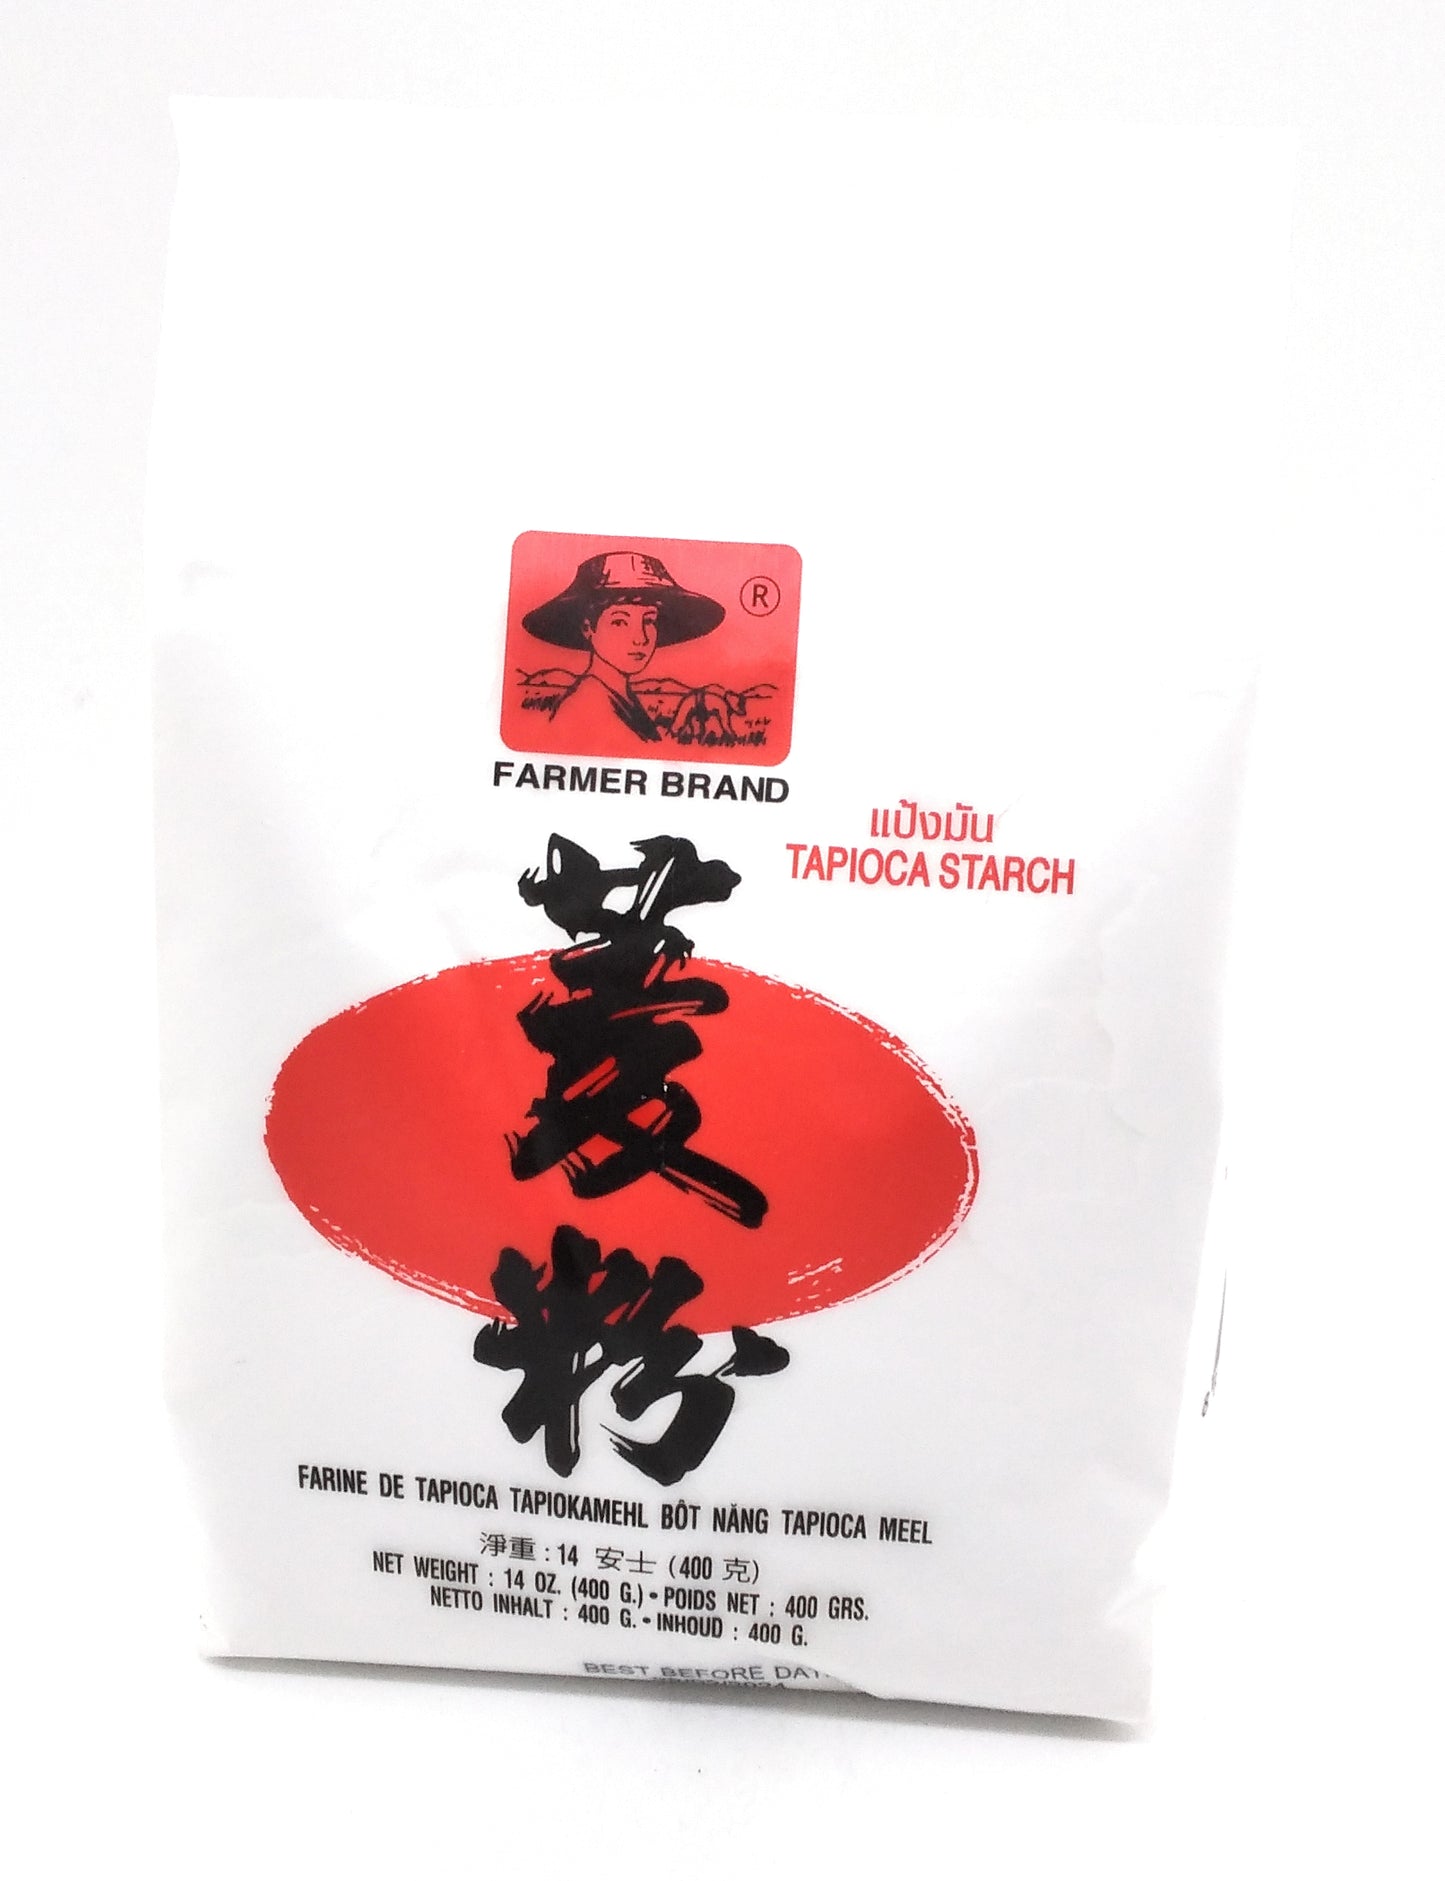 ®
FARMER BRAND
แป้งมัน
TAPIOCA STARCH
菱
粉
FARINE DE TAPIOCA TAPIOKAMEHL BÔT NĂNG TAPIOCA MEEL
淨重 : 14 安士 (400 克)
NET WEIGHT : 14 OZ. (400 G.) • POIDS NET : 400 GRS.
NETTO INHALT : 400 G. • INHOUD : 400 G.
BEST BEFORE